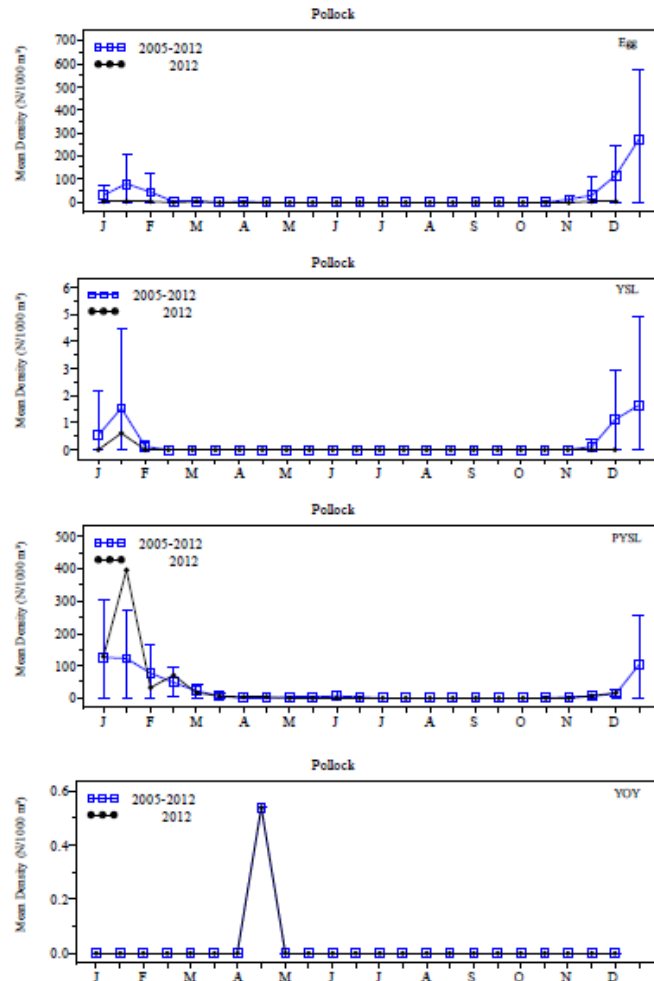 Pollock
Mean Density (N/1000 m³)
700
600
500
400
300
200
100
0
2005-2012
2012
Egg
J F M A M J J A S O N D
Pollock
Mean Density (N/1000 m³)
6
5
4
3
2
1
0
2005-2012
2012
YSL
J F M A M J J A S O N D
Pollock
Mean Density (N/1000 m³)
500
400
300
200
100
0
2005-2012
2012
PYSL
J F M A M J J A S O N D
Pollock
Mean Density (N/1000 m³)
0.6
0.4
0.2
0.0
2005-2012
2012
YOY
J F M A M J J A S O N D